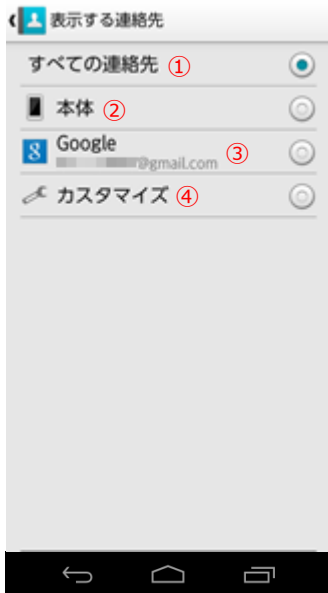 表示する連絡先
すべての連絡先 ①
本体 ②
Google
@gmail.com ③
カスタマイズ ④